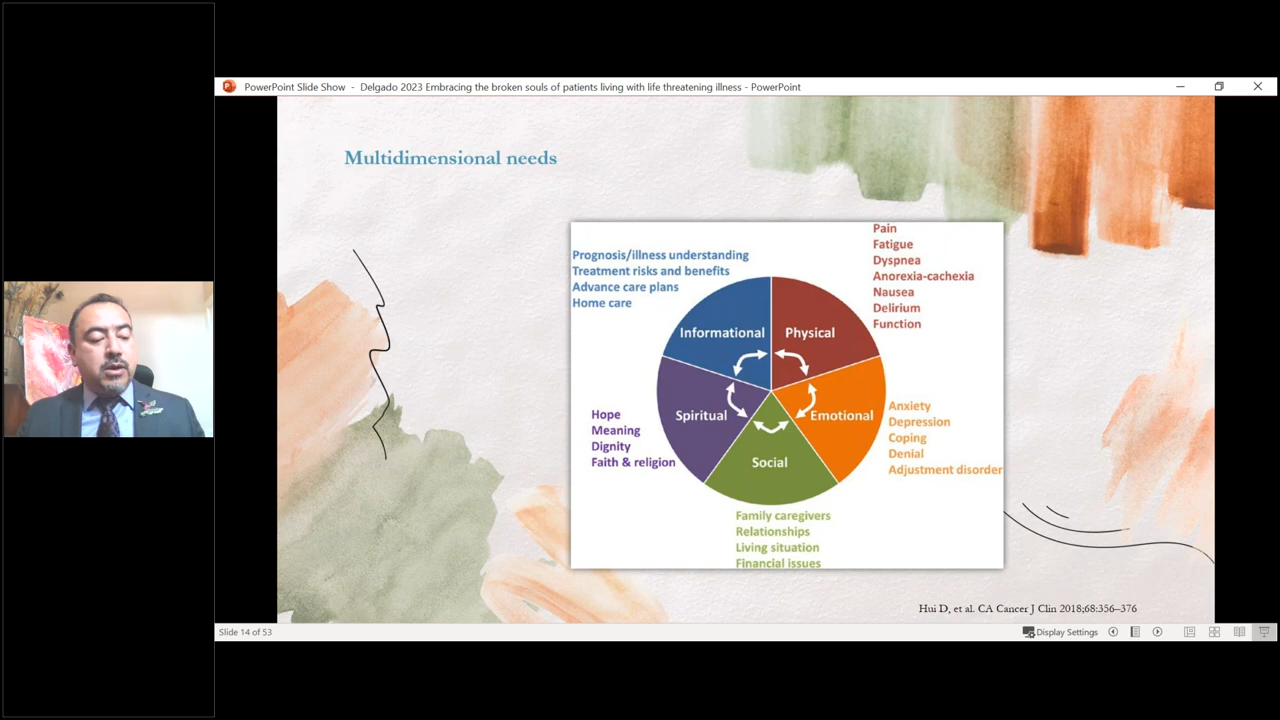 PowerPoint Slide Show - Delgado 2023 Embracing the broken souls of patients living with life threatening illness - PowerPoint
Multidimensional needs
Prognosis/illness understanding
Treatment risks and benefits
Advance care plans
Home care
Pain
Fatigue
Dyspnea
Anorexia-cachexia
Nausea
Delirium
Function
Informational
Physical
Spiritual
Emotional
Social
Hope
Meaning
Dignity
Faith & religion
Anxiety
Depression
Coping
Denial
Adjustment disorder
Family caregivers
Relationships
Living situation
Financial issues
Hui D, et al. CA Cancer J Clin 2018;68:356–376
Slide 14 of 53
Display Settings